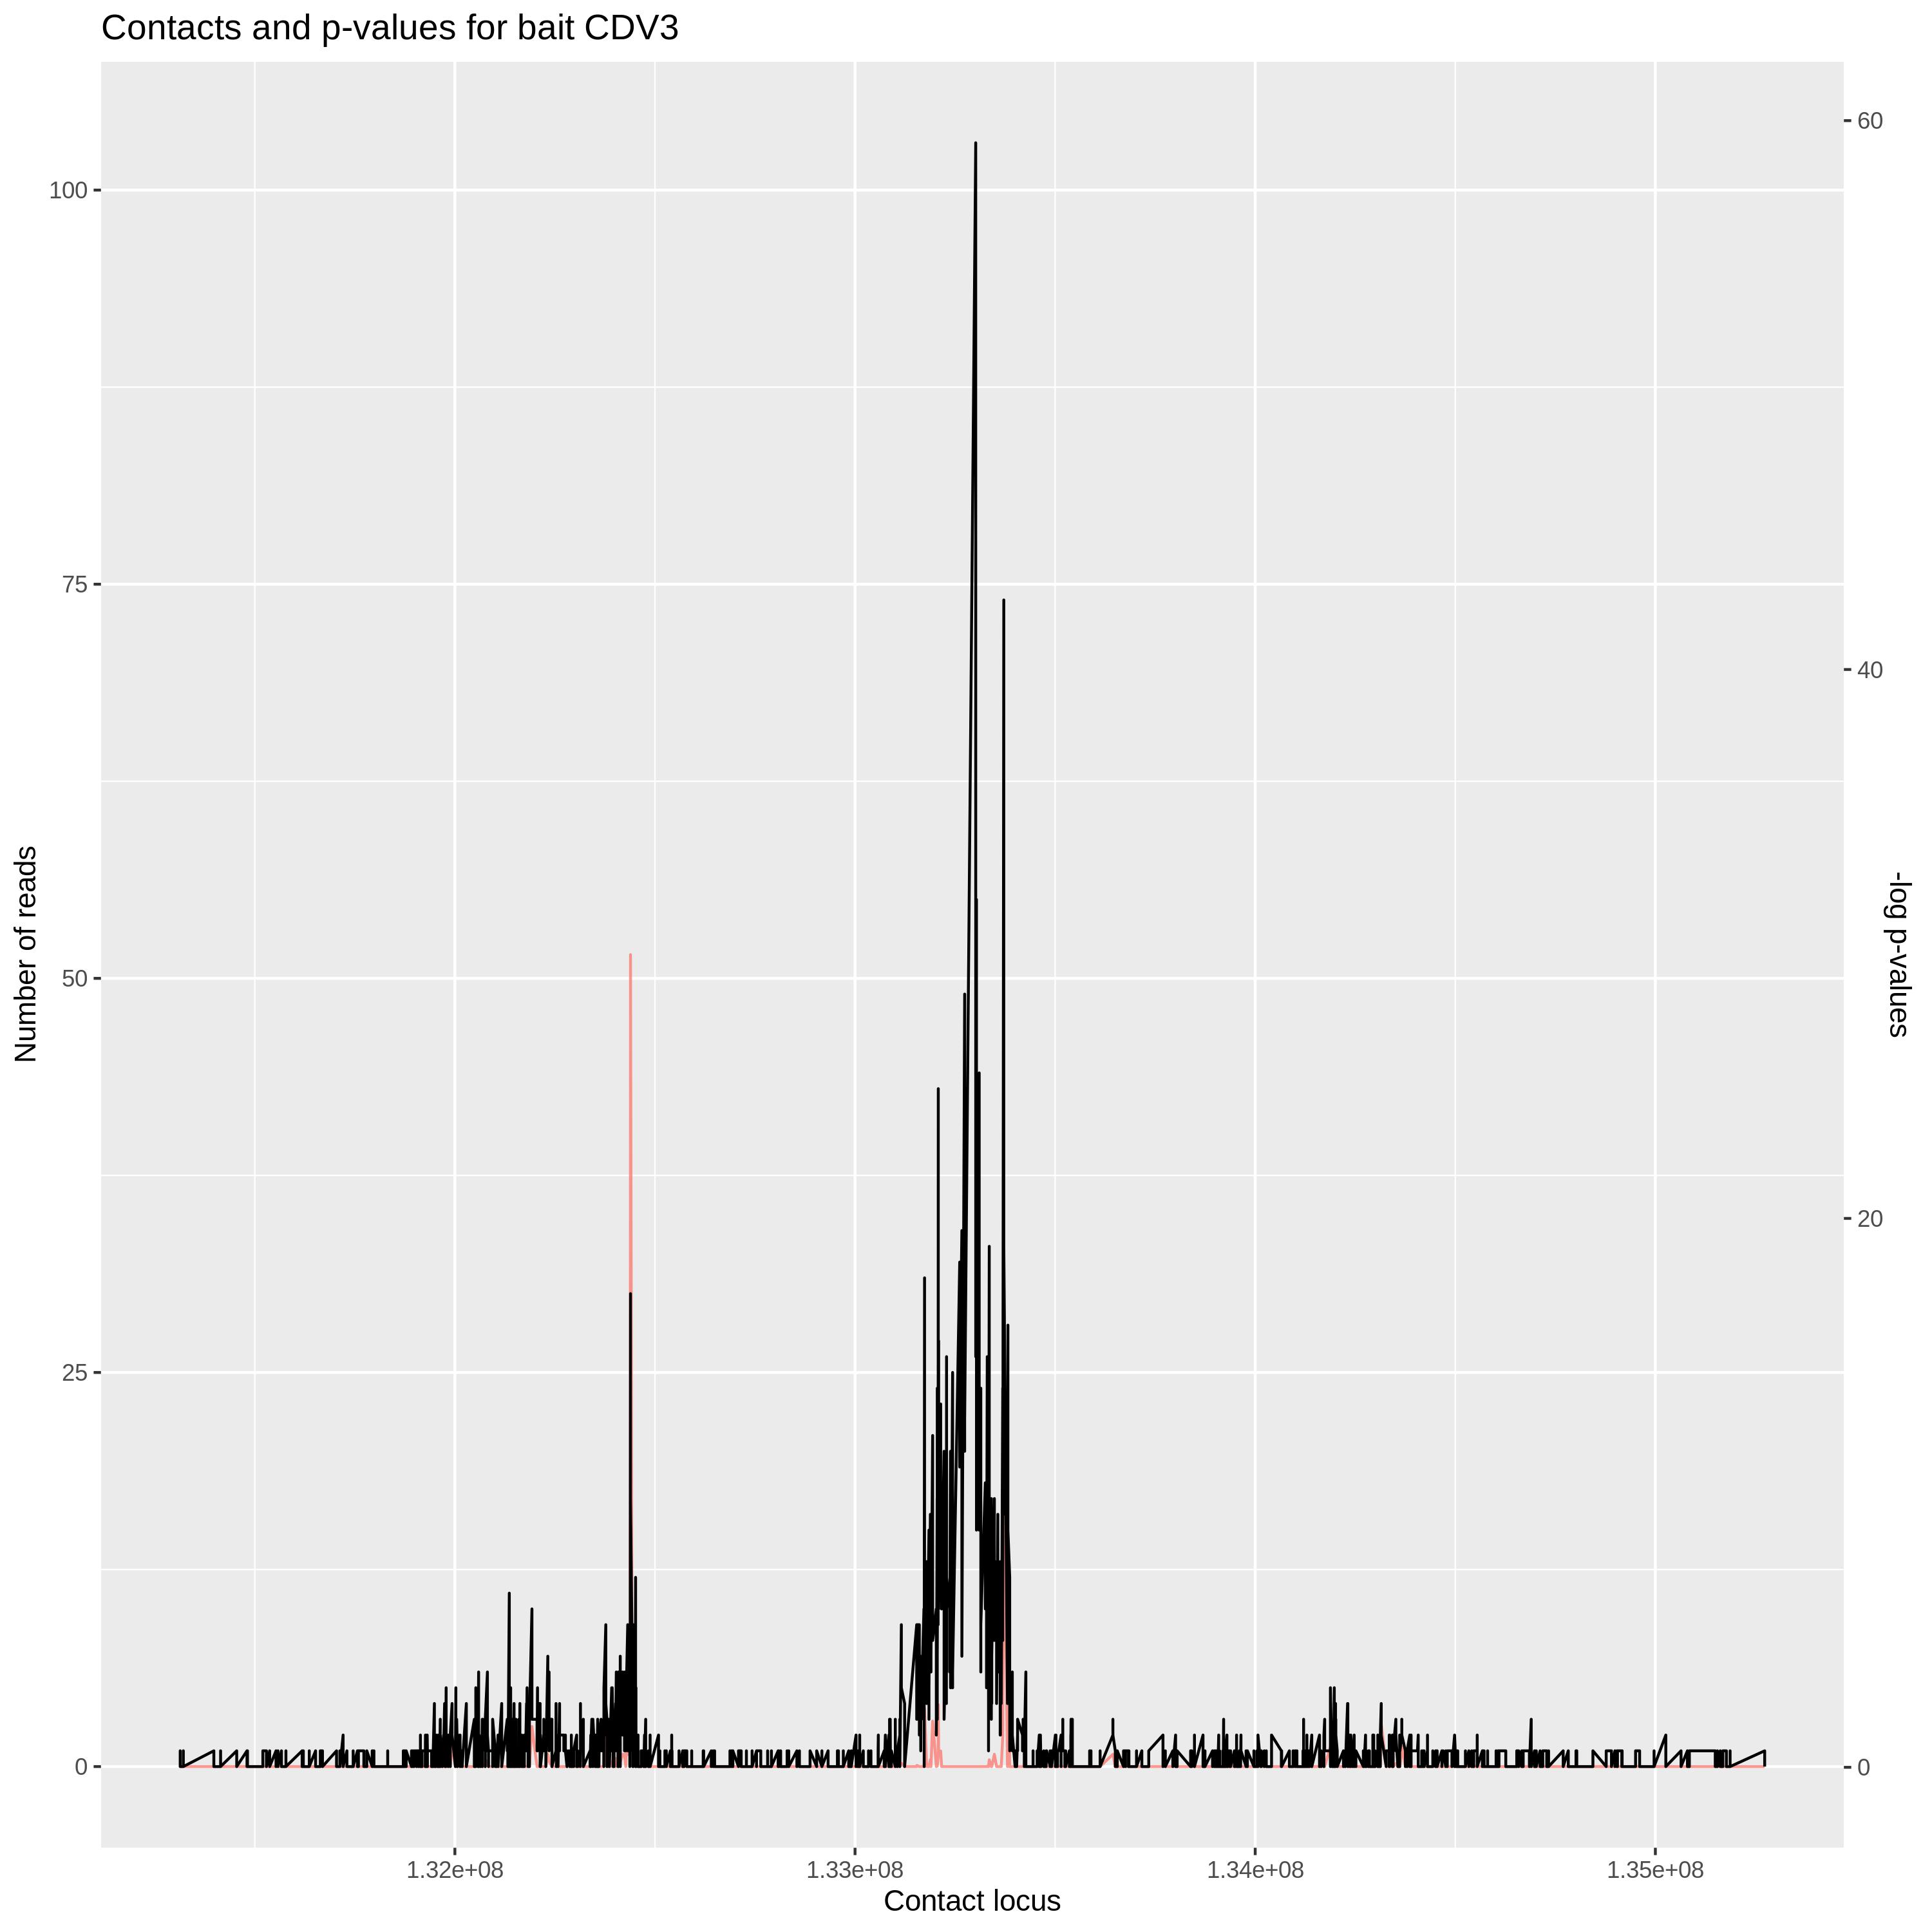 Contacts and p-values for bait CDV3
100
75
50
25
0
Number of reads
60
40
20
0
-log p-values
1.32e+08
1.33e+08
1.34e+08
1.35e+08
Contact locus